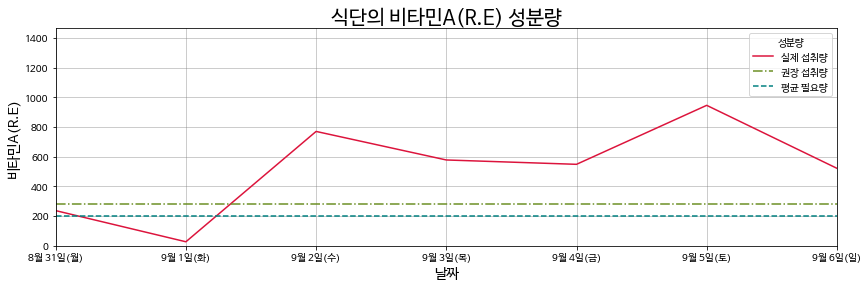 식단의 비타민A(R.E) 성분량
성분량
실제 섭취량
권장 섭취량
평균 필요량
비타민A(R.E)
1400
1200
1000
800
600
400
200
0
8월 31일(월) 9월 1일(화) 9월 2일(수) 9월 3일(목) 9월 4일(금) 9월 5일(토) 9월 6일(일)
날짜